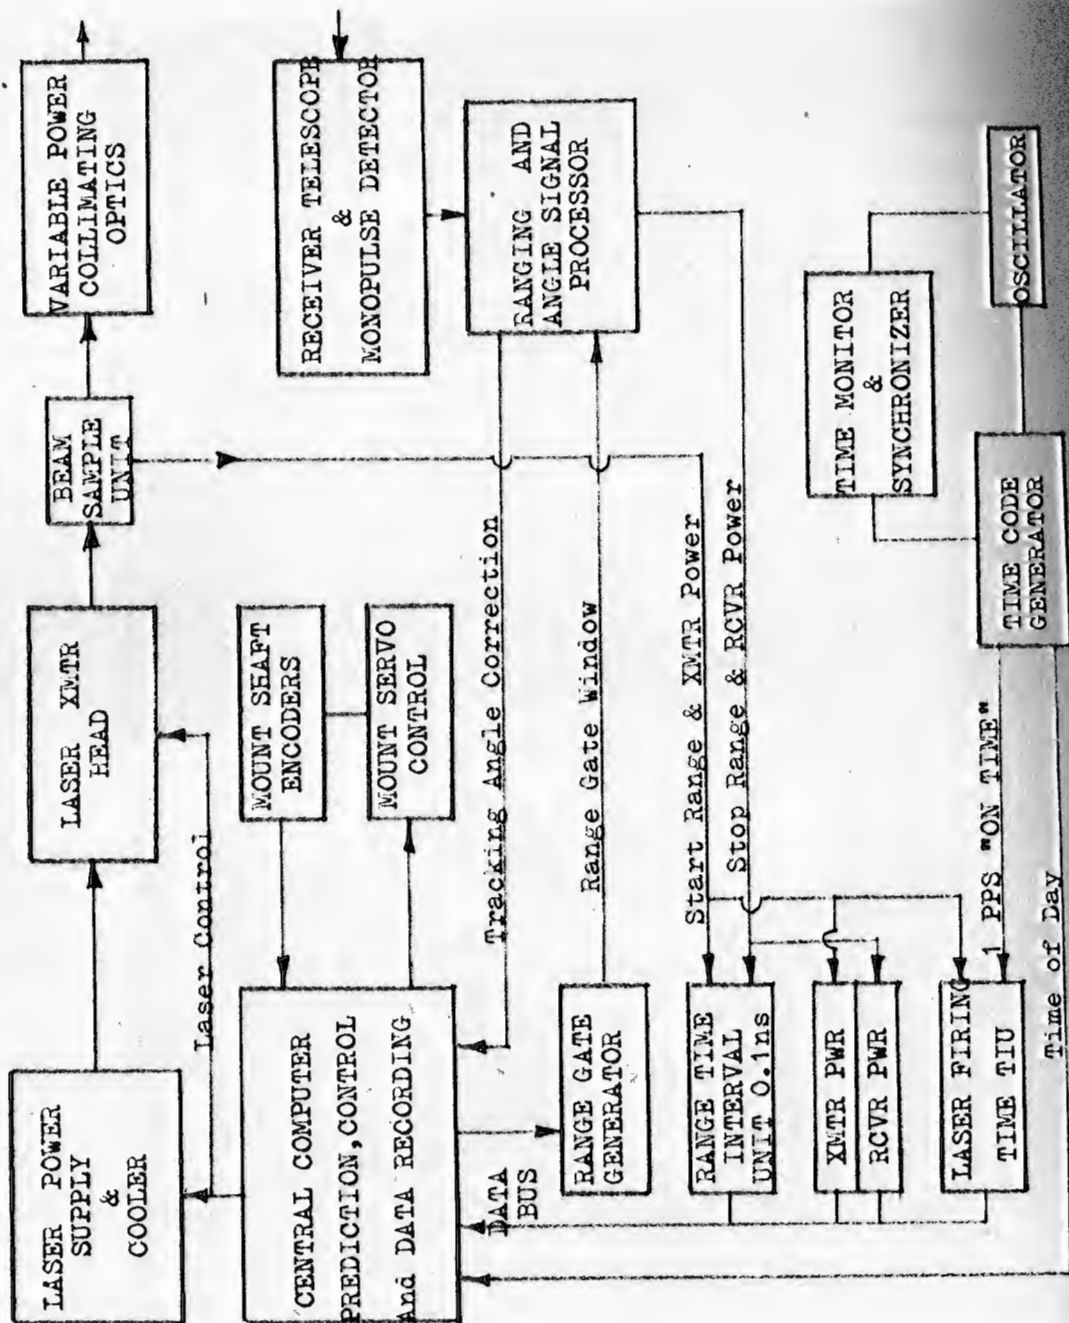 LASER POWER
SUPPLY
&
COOLER
LASER XMTR
HEAD
BEAM
SAMPLE
UNIT
VARIABLE POWER
COLLIMATING
OPTICS
Laser Control
CENTRAL COMPUTER
PREDICTION,CONTROL
And DATA RECORDING
MOUNT SHAFT
ENCODERS
MOUNT SERVO
CONTROL
RECEIVER TELESCOPE
&
MONOPULSE DETECTOR
RANGING AND
ANGLE SIGNAL
PROCESSOR
Tracking Angle Correction
DATA
BUS
RANGE GATE
GENERATOR
Range Gate Window
RANGE TIME
INTERVAL
UNIT 0.1ns
Start Range & XMTR Power
Stop Range & RCVR Power
XMTR PWR
RCVR PWR
TIME MONITOR
&
SYNCHRONIZER
LASER FIRING
TIME TIU
1 PPS "ON TIME"
Time of Day
TIME CODE
GENERATOR
OSCILLATOR